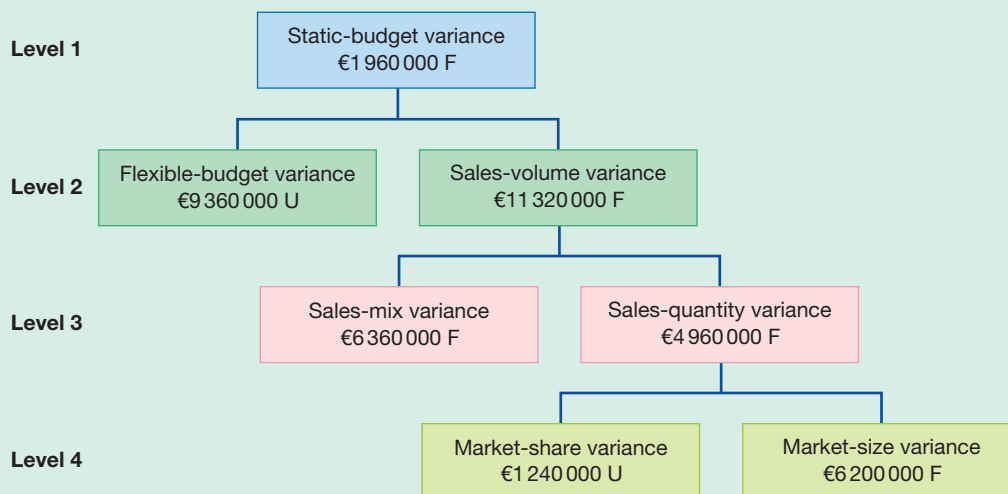 Level 1
Static-budget variance
€1 960 000 F
Level 2
Flexible-budget variance
€9 360 000 U
Sales-volume variance
€11 320 000 F
Level 3
Sales-mix variance
€6 360 000 F
Sales-quantity variance
€4 960 000 F
Level 4
Market-share variance
€1 240 000 U
Market-size variance
€6 200 000 F